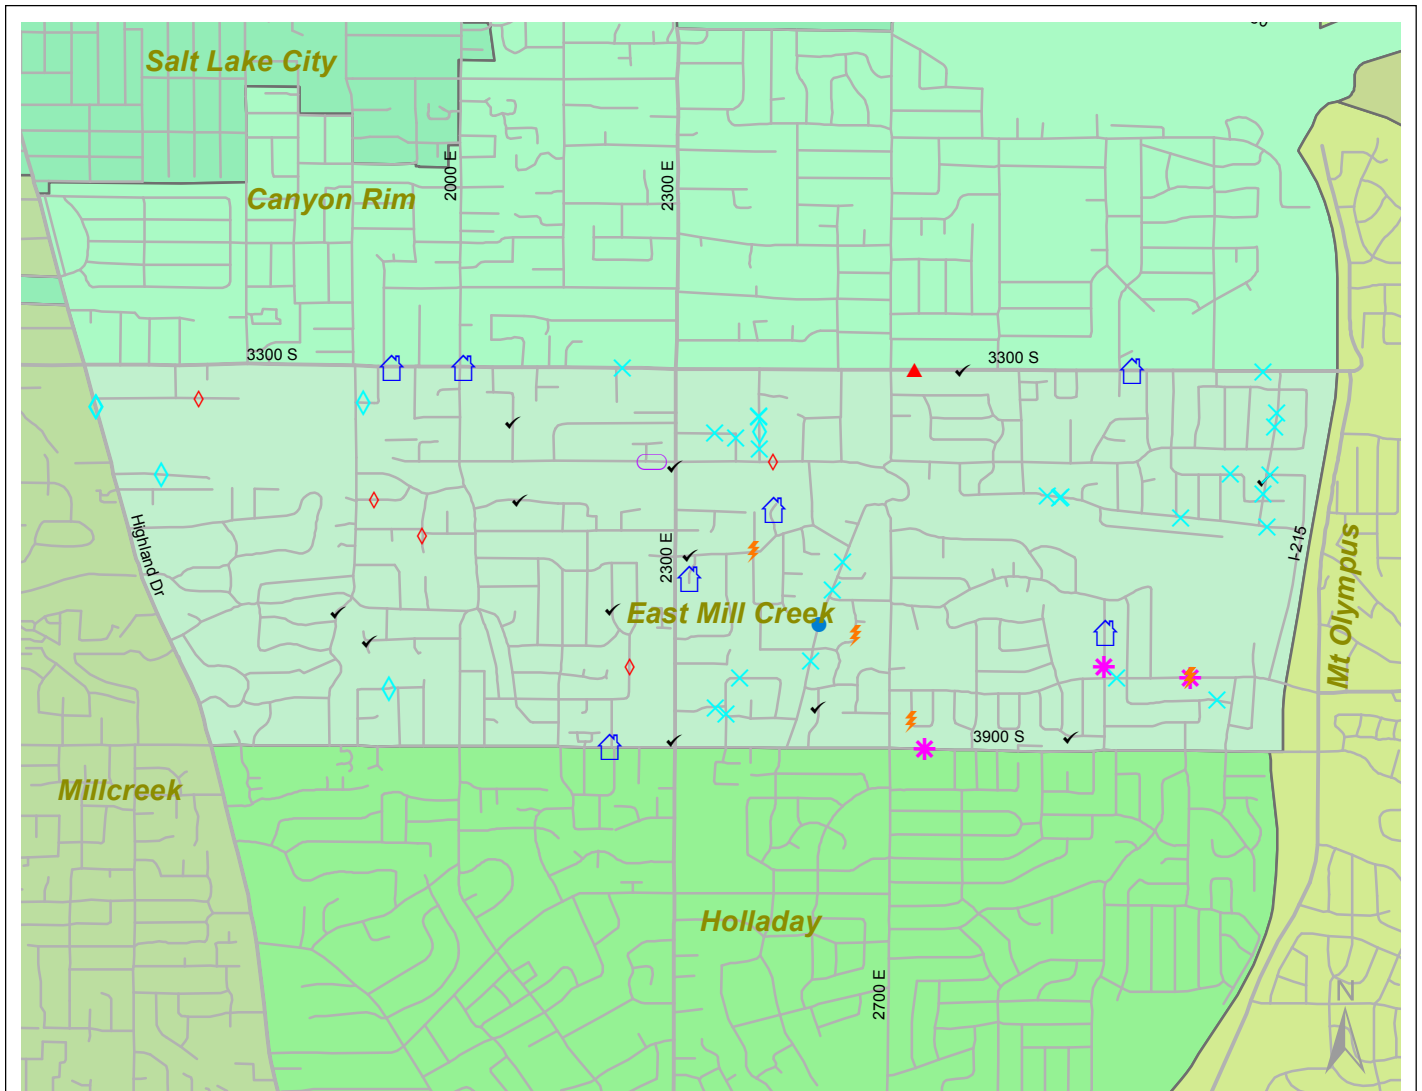 Salt Lake City
2000 E
2300 E
Canyon Rim
3300 S
3300 S
Highland Dr
2300 E
I-215
East Mill Creek
Mt Olympus
3900 S
Millcreek
Holladay
2700 E
N